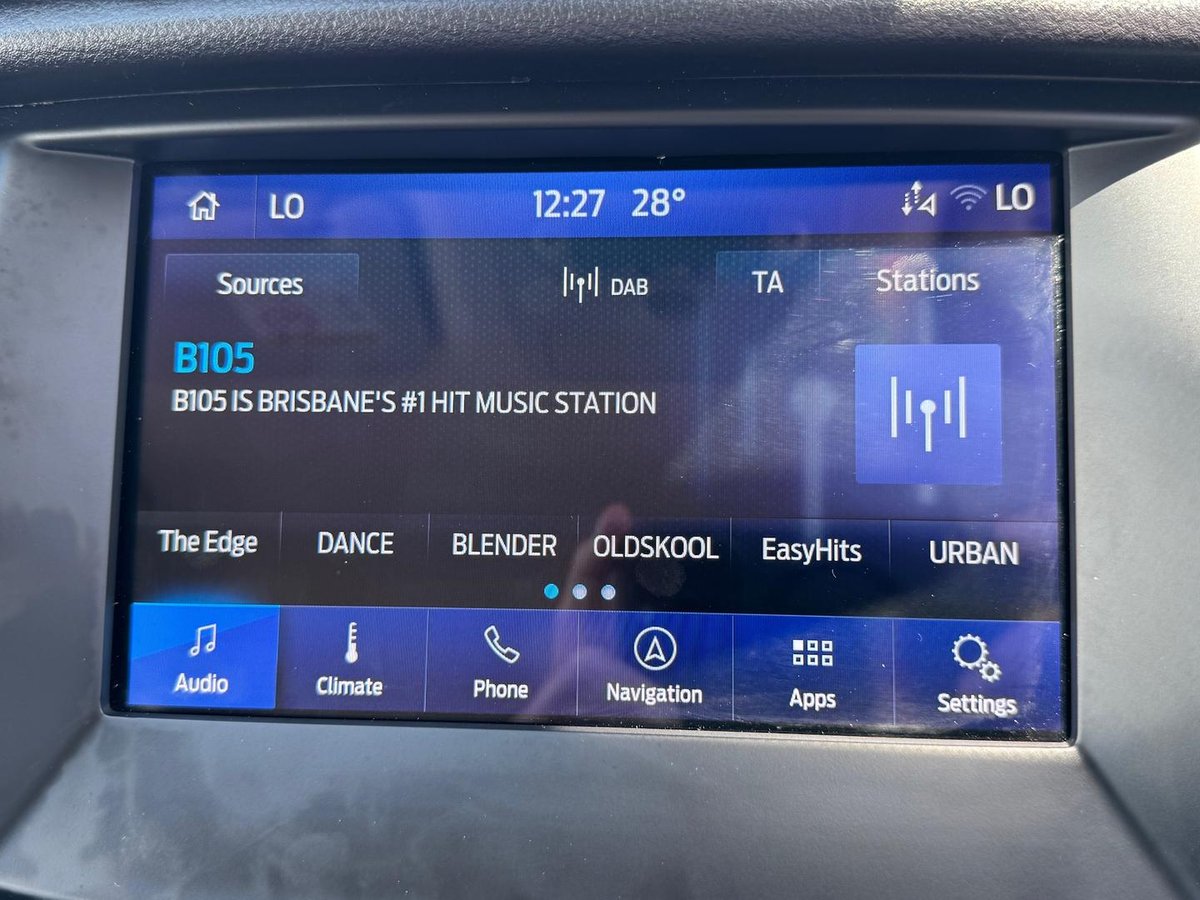 LO 12:27 28° LO
Sources DAB TA Stations
B105
B105 IS BRISBANE'S #1 HIT MUSIC STATION
The Edge DANCE BLENDER OLDSKOOL EasyHits URBAN
Audio Climate Phone Navigation Apps Settings